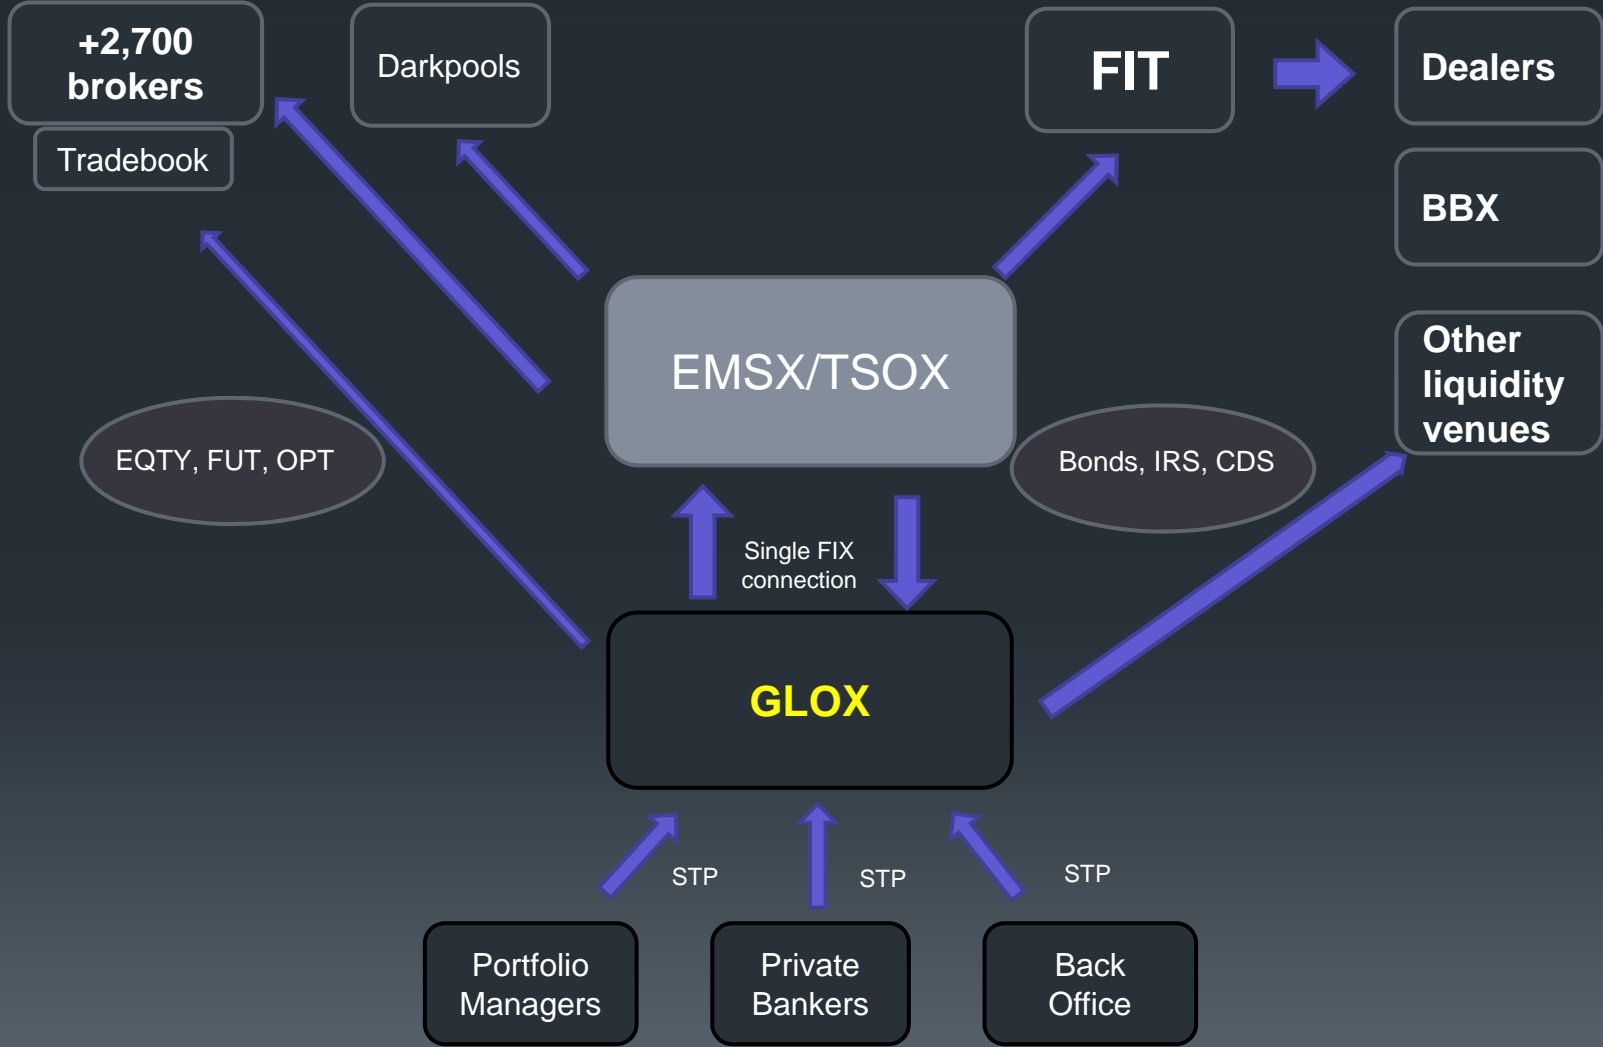 +2,700
brokers
Tradebook
Darkpools
FIT
Dealers
BBX
Other
liquidity
venues
EMSX/TSOX
EQTY, FUT, OPT
Bonds, IRS, CDS
Single FIX
connection
GLOX
STP
STP
STP
Portfolio
Managers
Private
Bankers
Back
Office